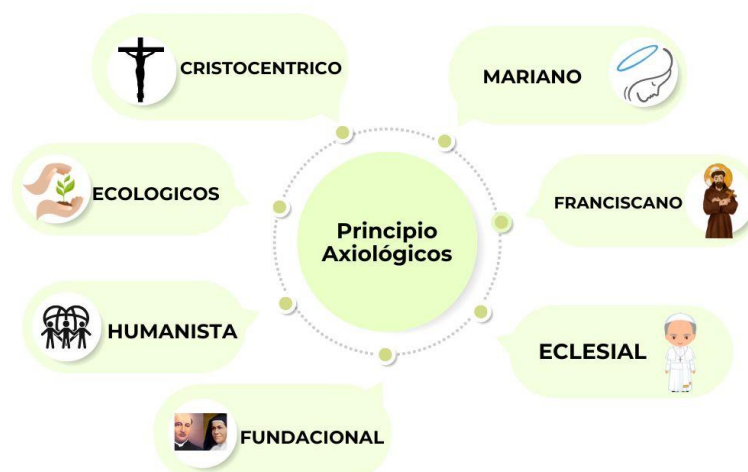 CRISTOCENTRICO
MARIANO
ECOLOGICOS
FRANCISCANO
Principio
Axiológicos
HUMANISTA
ECLESIAL
FUNDACIONAL